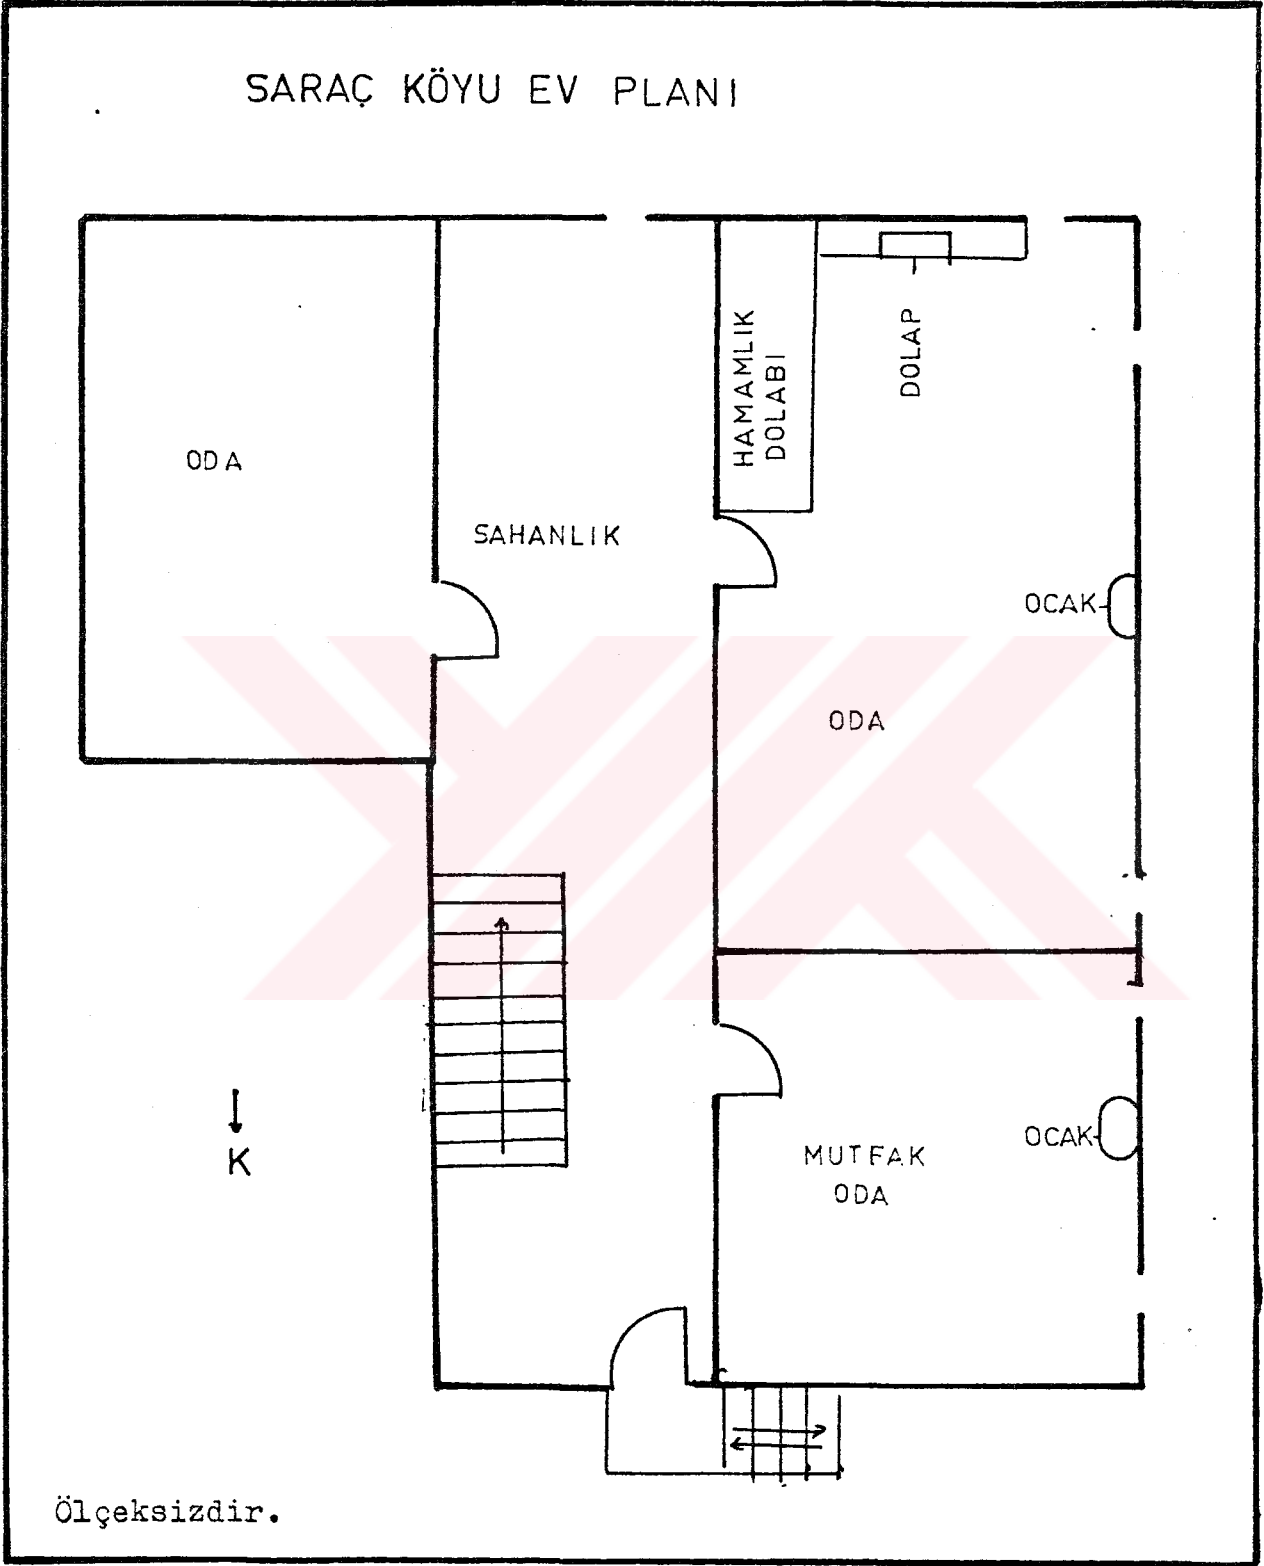 SARAÇ KÖYU EV PLANI
HAMAMLIK
DOLABI
DOLAP
ODA
SAHANLIK
OCAK
ODA
K
OCAK
MUTFAK
ODA
Ölçeksizdir.